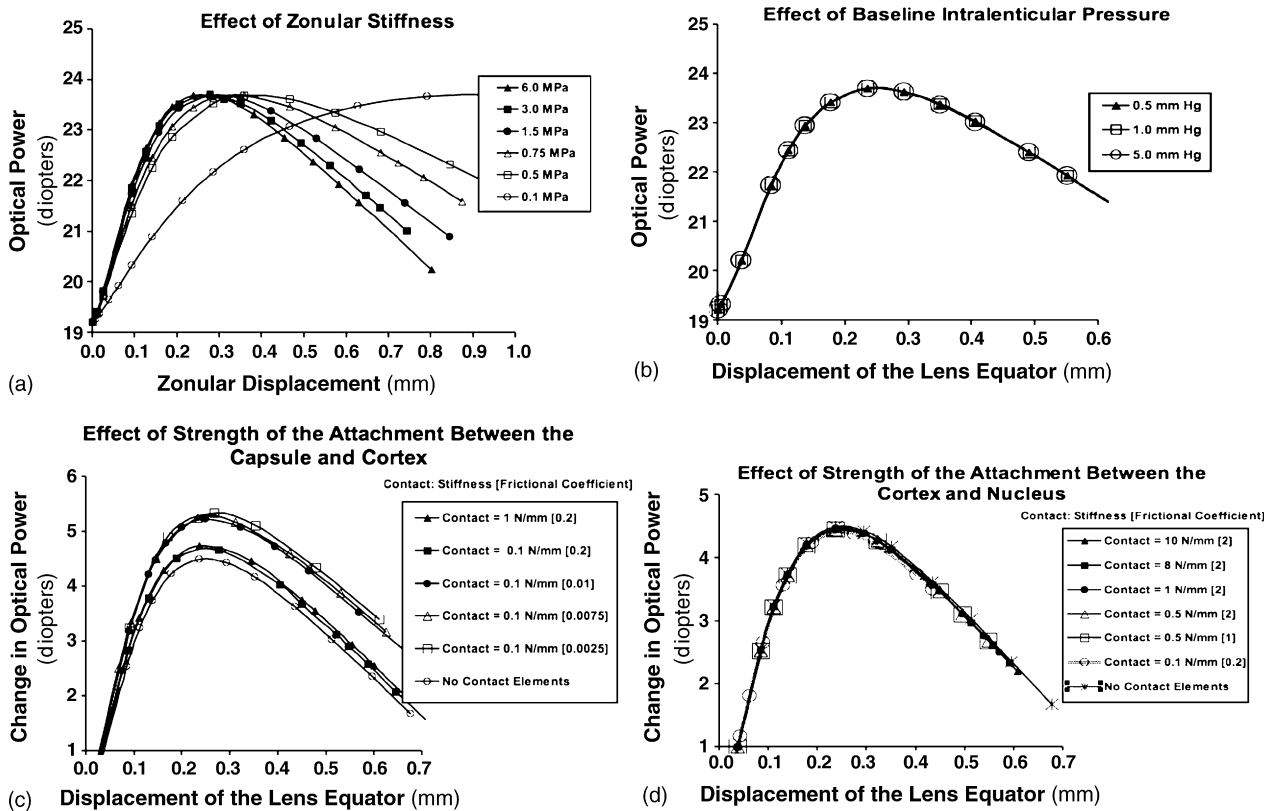 Effect of Zonular Stiffness
25
24
23
22
21
20
19
Optical Power
(diopters)
6.0 MPa
3.0 MPa
1.5 MPa
0.75 MPa
0.5 MPa
0.1 MPa
0.0 0.1 0.2 0.3 0.4 0.5 0.6 0.7 0.8 0.9 1.0
(a)
Zonular Displacement (mm)
Effect of Baseline Intralenticular Pressure
25
24
23
22
21
20
19
Optical Power
(diopters)
0.5 mm Hg
1.0 mm Hg
5.0 mm Hg
0.0 0.1 0.2 0.3 0.4 0.5 0.6
(b)
Displacement of the Lens Equator (mm)
Effect of Strength of the Attachment Between the
Capsule and Cortex
Contact: Stiffness [Frictional Coefficient]
6
5
4
3
2
1
Change in Optical Power
(diopters)
Contact = 1 N/mm [0.2]
Contact = 0.1 N/mm [0.2]
Contact = 0.1 N/mm [0.01]
Contact = 0.1 N/mm [0.0075]
Contact = 0.1 N/mm [0.0025]
No Contact Elements
0.0 0.1 0.2 0.3 0.4 0.5 0.6 0.7
(c)
Displacement of the Lens Equator (mm)
Effect of Strength of the Attachment Between the
Cortex and Nucleus
Contact: Stiffness [Frictional Coefficient]
5
4
3
2
1
Change in Optical Power
(diopters)
Contact = 10 N/mm [2]
Contact = 8 N/mm [2]
Contact = 1 N/mm [2]
Contact = 0.5 N/mm [2]
Contact = 0.5 N/mm [1]
Contact = 0.1 N/mm [0.2]
No Contact Elements
0.0 0.1 0.2 0.3 0.4 0.5 0.6 0.7
(d)
Displacement of the Lens Equator (mm)